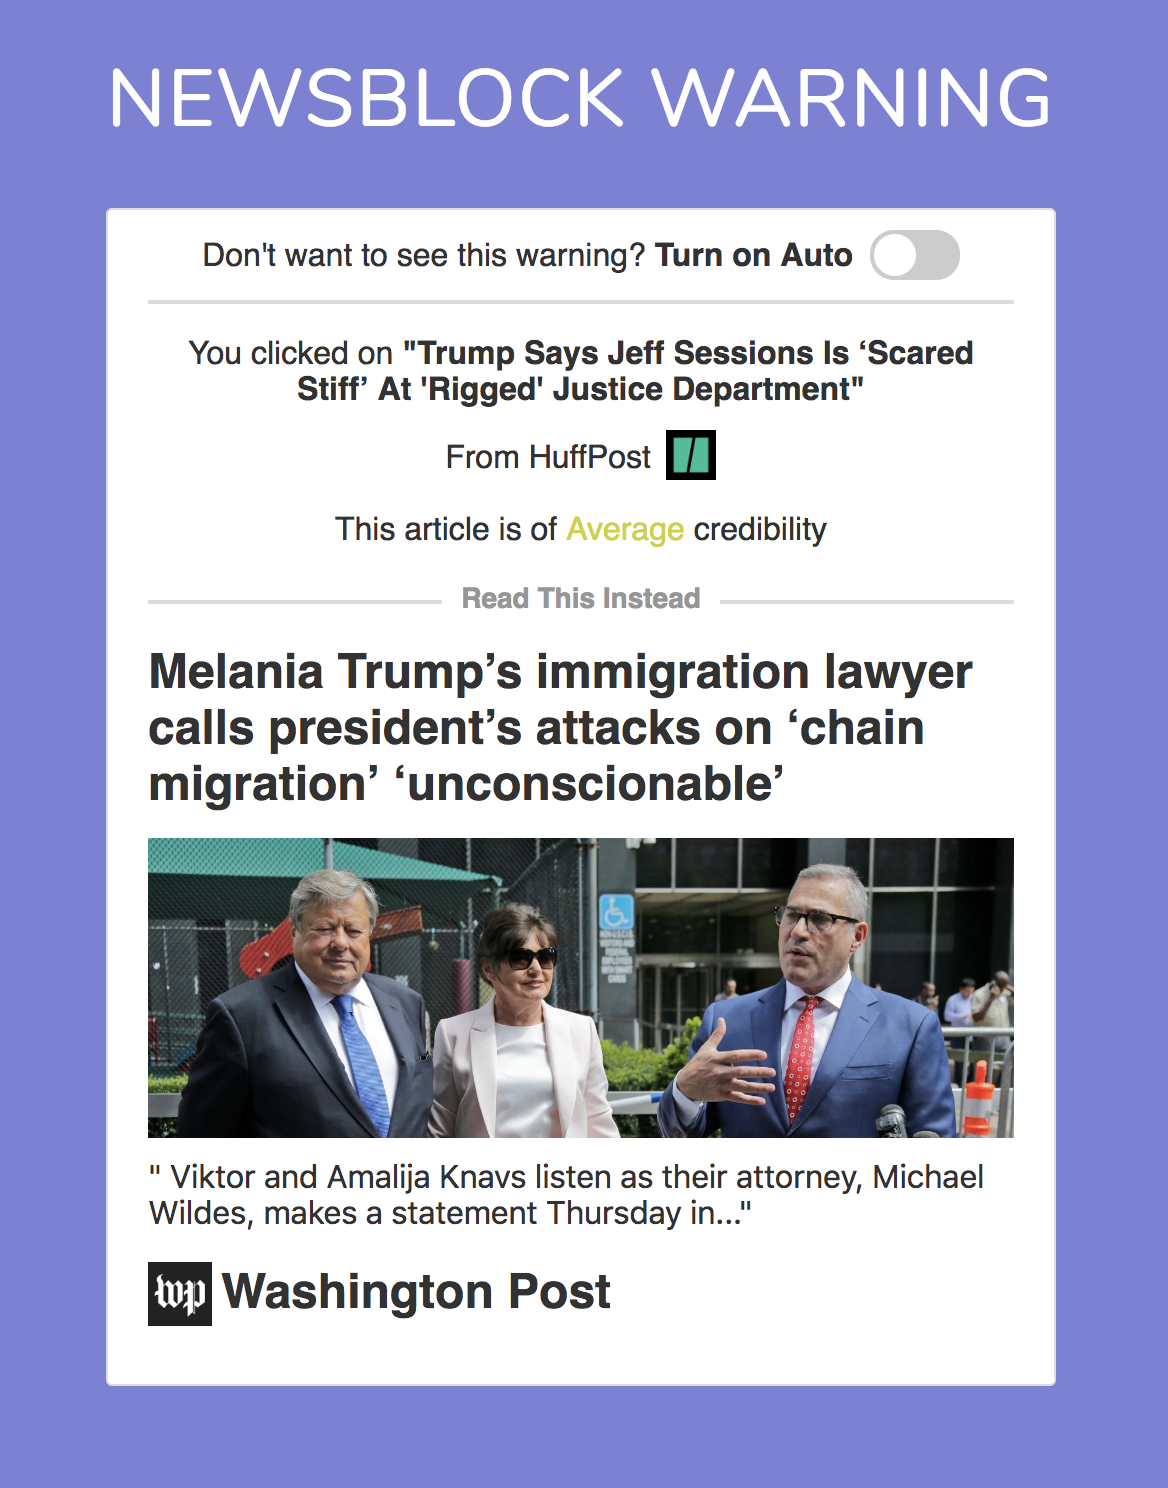 NEWSBLOCK WARNING
Don't want to see this warning? Turn on Auto
You clicked on "Trump Says Jeff Sessions Is ‘Scared
Stiff’ At 'Rigged' Justice Department"
From HuffPost
This article is of Average credibility
Read This Instead
Melania Trump’s immigration lawyer
calls president’s attacks on ‘chain
migration’ ‘unconscionable’
" Viktor and Amalija Knavs listen as their attorney, Michael
Wildes, makes a statement Thursday in..."
wp Washington Post